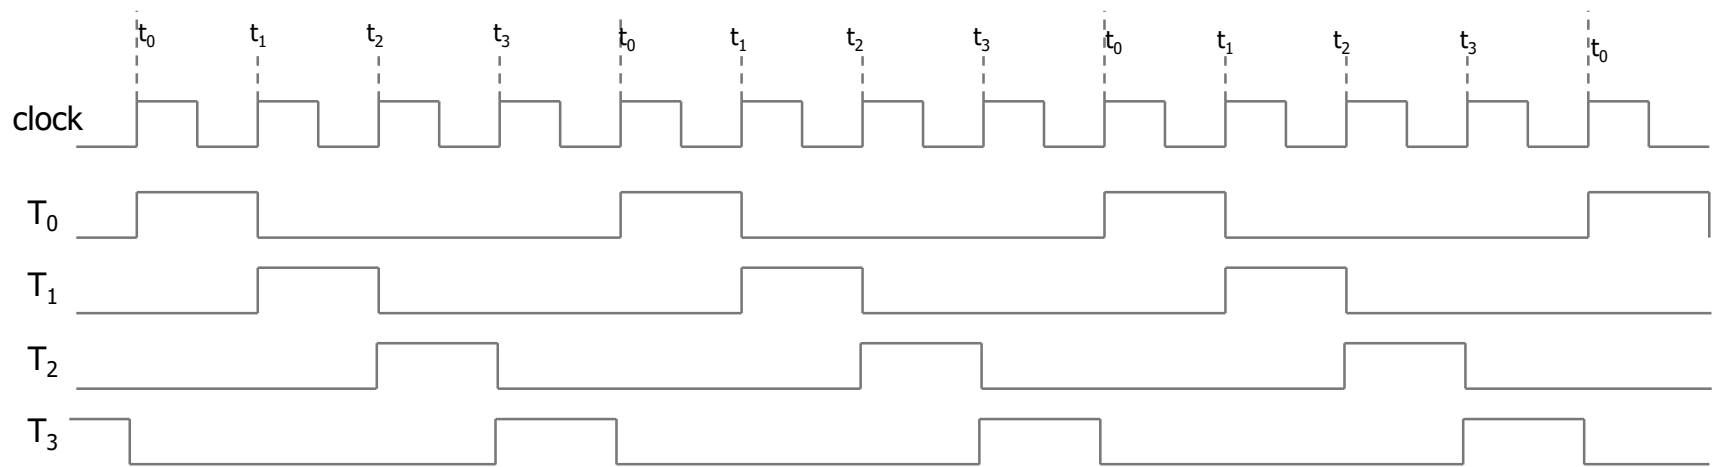 t₀ t₁ t₂ t₃ t₀ t₁ t₂ t₃ t₀ t₁ t₂ t₃ t₀
clock
T₀
T₁
T₂
T₃